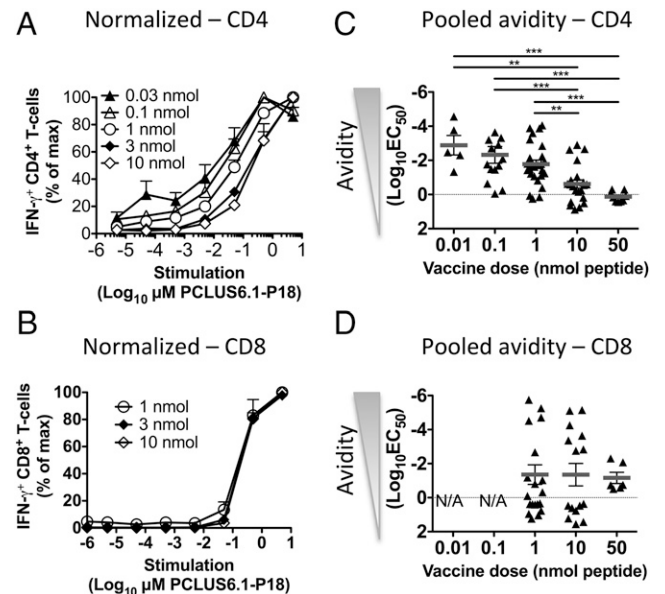 A
Normalized – CD4
IFN-γ⁺ CD4⁺ T-cells
(% of max)
100
80
60
40
20
0
0.03 nmol
0.1 nmol
1 nmol
3 nmol
10 nmol
-6 -5 -4 -3 -2 -1 0 1
Stimulation
(Log₁₀ μM PCLUS6.1-P18)
B
Normalized – CD8
IFN-γ⁺ CD8⁺ T-cells
(% of max)
100
80
60
40
20
0
1 nmol
3 nmol
10 nmol
-6 -5 -4 -3 -2 -1 0 1
Stimulation
(Log₁₀ μM PCLUS6.1-P18)
C
Pooled avidity – CD4
Avidity
(Log₁₀EC₅₀)
***
**
***
***
***
**
-6
-4
-2
0
2
0.01 0.1 1 10 50
Vaccine dose (nmol peptide)
D
Pooled avidity – CD8
Avidity
(Log₁₀EC₅₀)
-6
-4
-2
0
2
N/A N/A
0.01 0.1 1 10 50
Vaccine dose (nmol peptide)